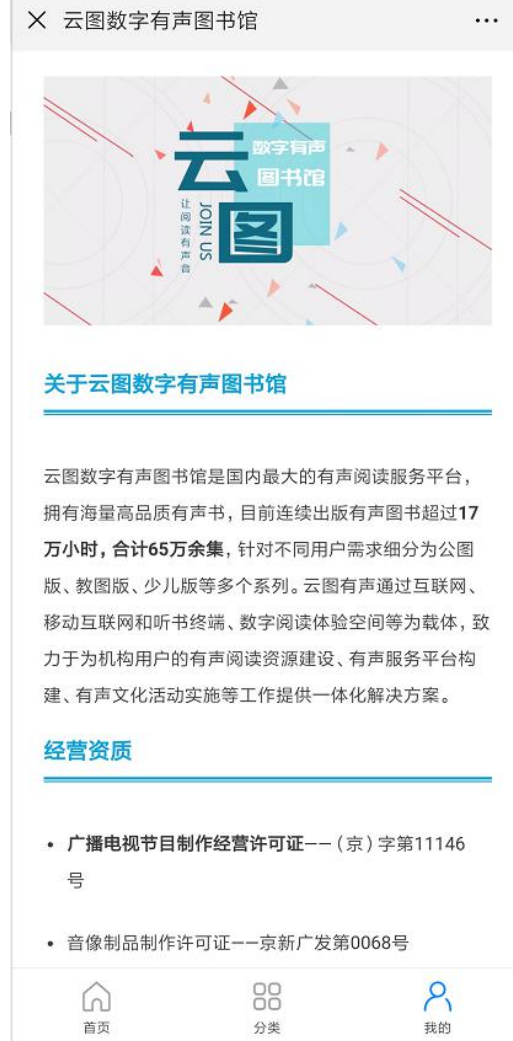 云图数字有声图书馆
数字有声
图书馆
云图
让阅读有声音
JOIN US
关于云图数字有声图书馆
云图数字有声图书馆是国内最大的有声阅读服务平台，
拥有海量高品质有声书，目前连续出版有声图书超过17
万小时，合计65万余集，针对不同用户需求细分为公图
版、教图版、少儿版等多个系列。云图有声通过互联网、
移动互联网和听书终端、数字阅读体验空间等为载体，致
力于为机构用户的有声阅读资源建设、有声服务平台构
建、有声文化活动实施等工作提供一体化解决方案。
经营资质
• 广播电视节目制作经营许可证——（京）字第11146
号
• 音像制品制作许可证——京新广发第0068号
首页
分类
我的